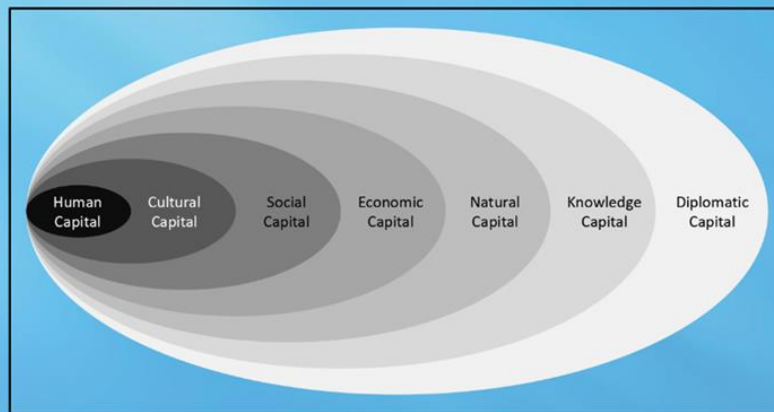 Human
Capital
Cultural
Capital
Social
Capital
Economic
Capital
Natural
Capital
Knowledge
Capital
Diplomatic
Capital